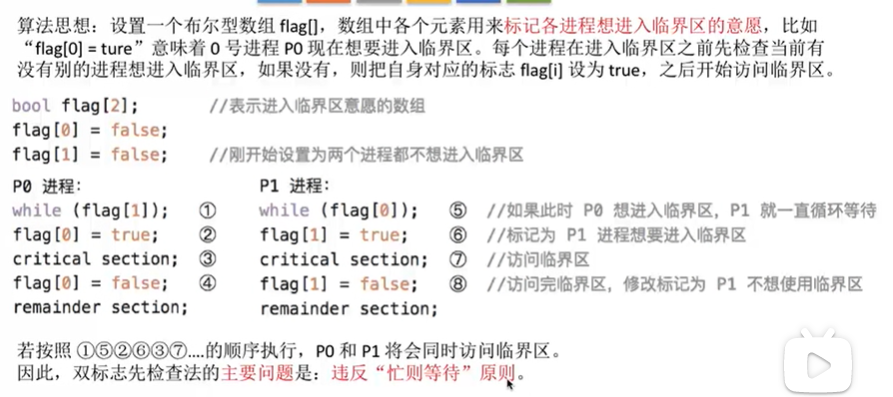 算法思想：设置一个布尔型数组 flag[]，数组中各个元素用来标记各进程想进入临界区的意愿，比如
“flag[0] = ture”意味着 0 号进程 P0 现在想要进入临界区。每个进程在进入临界区之前先检查当前有
没有别的进程想进入临界区，如果没有，则把自身对应的标志 flag[i] 设为 true，之后开始访问临界区。
bool flag[2]; //表示进入临界区意愿的数组
flag[0] = false;
flag[1] = false; //刚开始设置为两个进程都不想进入临界区
P0 进程： P1 进程：
while (flag[1]); ① while (flag[0]); ⑤ //如果此时 P0 想进入临界区，P1 就一直循环等待
flag[0] = true; ② flag[1] = true; ⑥ //标记为 P1 进程想要进入临界区
critical section; ③ critical section; ⑦ //访问临界区
flag[0] = false; ④ flag[1] = false; ⑧ //访问完临界区，修改标记为 P1 不想使用临界区
remainder section; remainder section;
若按照 ①⑤②⑥③⑦....的顺序执行，P0 和 P1 将会同时访问临界区。
因此，双标志先检查法的主要问题是：违反“忙则等待”原则。